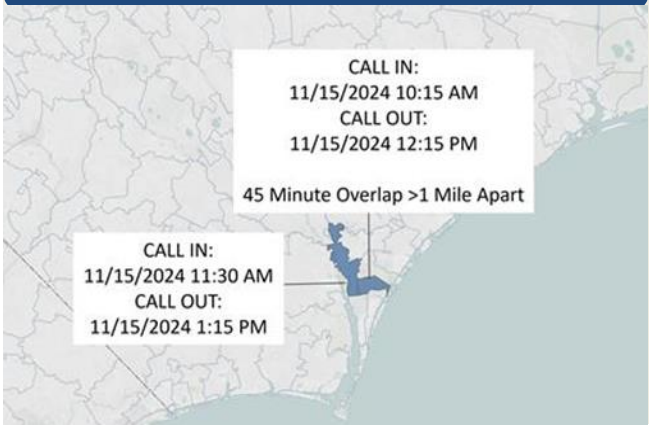 CALL IN:
11/15/2024 10:15 AM
CALL OUT:
11/15/2024 12:15 PM
45 Minute Overlap >1 Mile Apart
CALL IN:
11/15/2024 11:30 AM
CALL OUT:
11/15/2024 1:15 PM